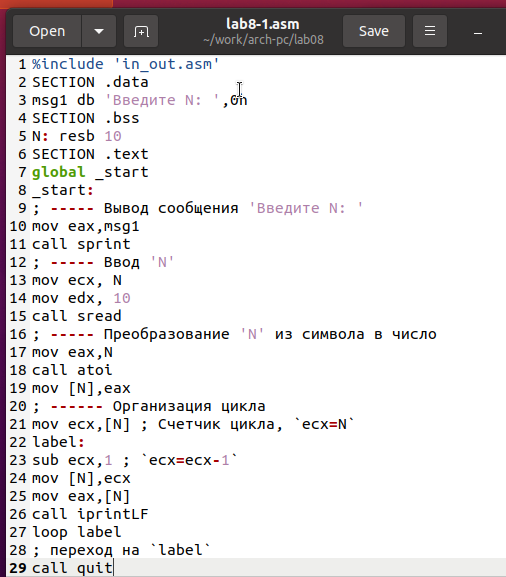 lab8-1.asm
Open
~/work/arch-pc/lab08
Save
1 %include 'in_out.asm'
2 SECTION .data
3 msg1 db 'Введите N: ',0h
4 SECTION .bss
5 N: resb 10
6 SECTION .text
7 global _start
8 _start:
9 ; ----- Вывод сообщения 'Введите N: '
10 mov eax,msg1
11 call sprint
12 ; ----- Ввод 'N'
13 mov ecx, N
14 mov edx, 10
15 call sread
16 ; ----- Преобразование 'N' из символа в число
17 mov eax,N
18 call atoi
19 mov [N],eax
20 ; ------ Организация цикла
21 mov ecx,[N] ; Счетчик цикла, `ecx=N`
22 label:
23 sub ecx,1 ; `ecx=ecx-1`
24 mov [N],ecx
25 mov eax,[N]
26 call iprintLF
27 loop label
28 ; переход на `label`
29 call quit